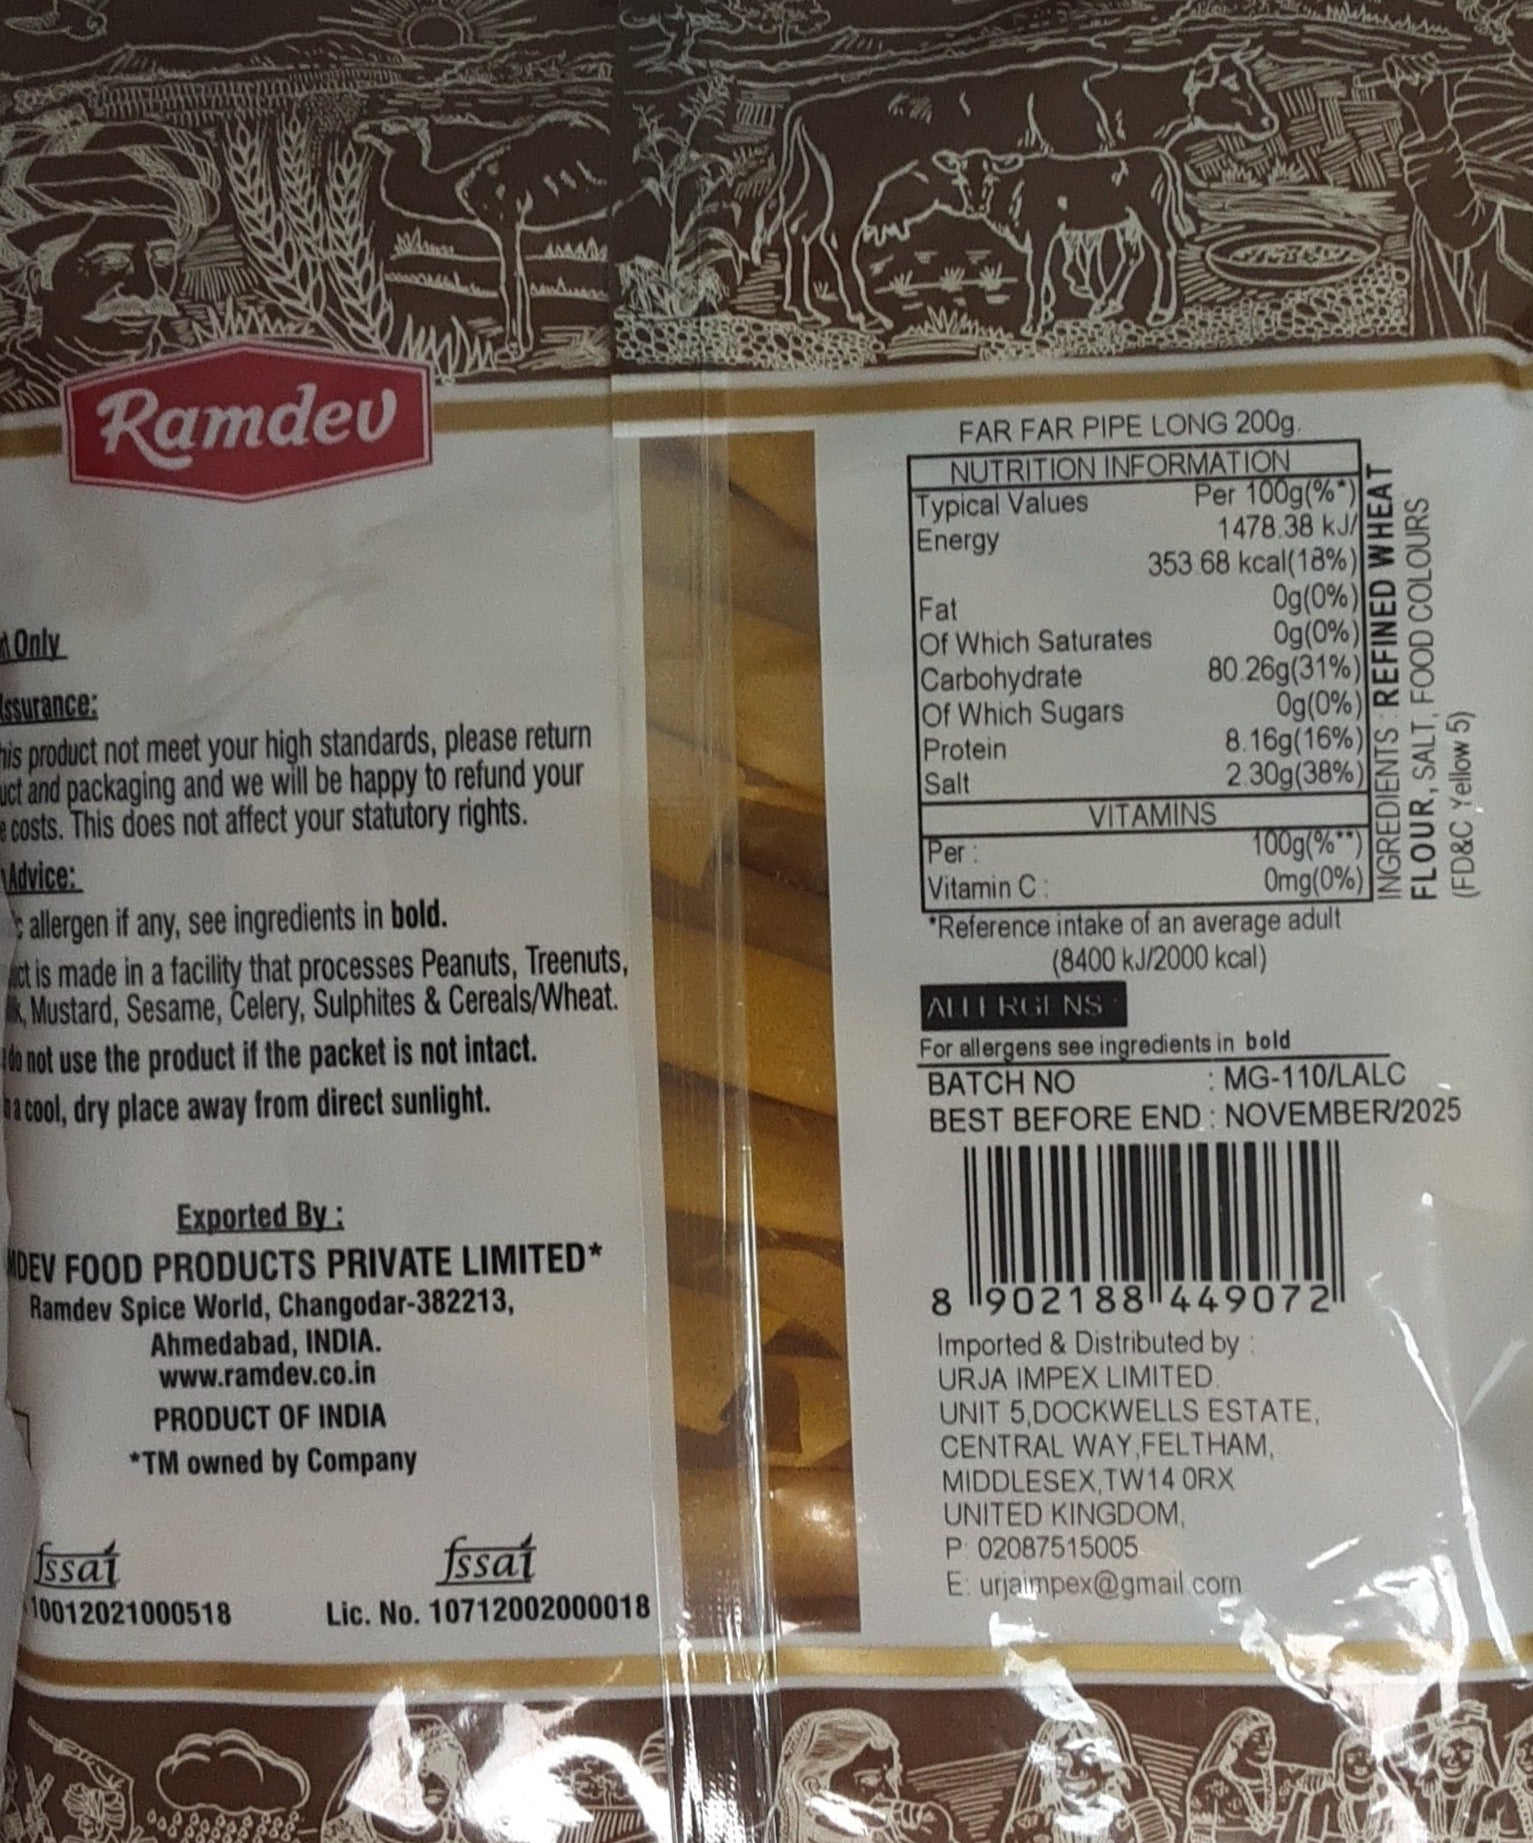 Ramdev
Only
his product not meet your high standards, please return
and packaging and we will be happy to refund your
costs. This does not affect your statutory rights.
Advice:
allergen if any, see ingredients in bold.
is made in a facility that processes Peanuts, Treenuts,
Mustard, Sesame, Celery, Sulphites & Cereals/Wheat.
do not use the product if the packet is not intact.
a cool, dry place away from direct sunlight.
Exported By :
FOOD PRODUCTS PRIVATE LIMITED*
Ramdev Spice World, Changodar-382213,
Ahmedabad, INDIA.
www.ramdev.co.in
PRODUCT OF INDIA
*TM owned by Company
fssai
10012021000518
fssai
Lic. No. 10712002000018
FAR FAR PIPE LONG 200g.
NUTRITION INFORMATION
Typical Values Per 100g(%*)
Energy 1478.38 kJ/
353.68 kcal(18%)
Fat 0g(0%)
Of Which Saturates 0g(0%)
Carbohydrate 80.26g(31%)
Of Which Sugars 0g(0%)
Protein 8.16g(16%)
Salt 2.30g(38%)
VITAMINS
Per : 100g(%**)
Vitamin C : 0mg(0%)
*Reference intake of an average adult
(8400 kJ/2000 kcal)
INGREDIENTS : REFINED WHEAT
FLOUR, SALT, FOOD COLOURS
(FD&C Yellow 5)
ALLERGENS
For allergens see ingredients in bold
BATCH NO : MG-110/LALC
BEST BEFORE END : NOVEMBER/2025
8 902188 449072
Imported & Distributed by :
URJA IMPEX LIMITED.
UNIT 5,DOCKWELLS ESTATE,
CENTRAL WAY,FELTHAM,
MIDDLESEX,TW14 0RX
UNITED KINGDOM,
P: 02087515005
E: urjaimpex@gmail.com